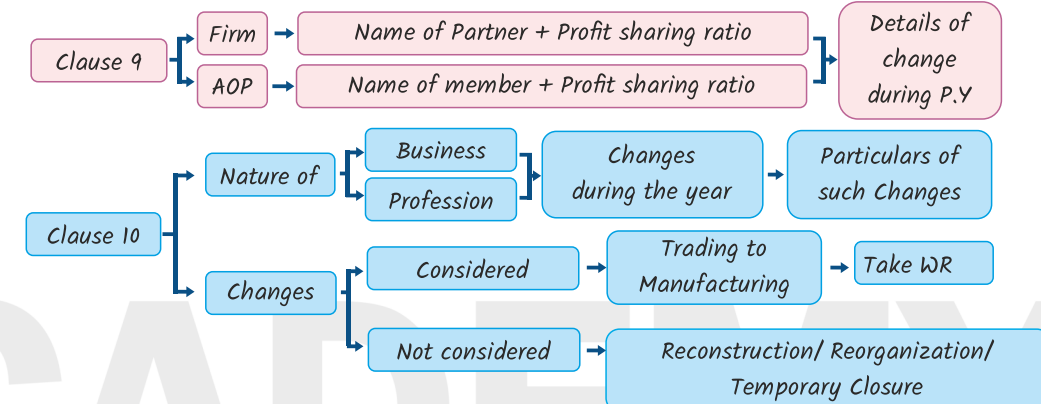 Clause 9
Firm
Name of Partner + Profit sharing ratio
AOP
Name of member + Profit sharing ratio
Details of
change
during P.Y
Clause 10
Nature of
Business
Profession
Changes
during the year
Particulars of
such Changes
Changes
Considered
Trading to
Manufacturing
Take WR
Not considered
Reconstruction/ Reorganization/
Temporary Closure
CADEMY